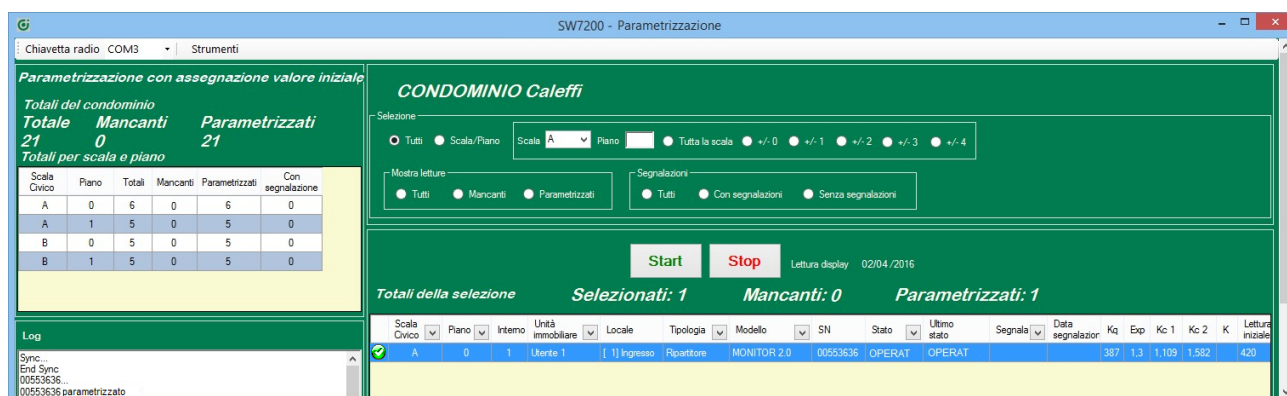 SW7200 - Parametrizzazione
Chiavetta radio COM3 Strumenti
Parametrizzazione con assegnazione valore iniziale
Totali del condominio
Totale Mancanti Parametrizzati
21 0 21
Totali per scala e piano
Scala Civico Piano Totali Mancanti Parametrizzati Con segnalazione
A 0 6 0 6 0
A 1 5 0 5 0
B 0 5 0 5 0
B 1 5 0 5 0
Log
Sync...
End Sync
00553636...
00553636 parametrizzato
CONDOMINIO Caleffi
Selezione
Tutti Scala/Piano Scala A Piano Tutta la scala +/- 0 +/- 1 +/- 2 +/- 3 +/- 4
Mostra letture
Tutti Mancanti Parametrizzati
Segnalazioni
Tutti Con segnalazioni Senza segnalazioni
Start Stop Lettura display 02/04 /2016
Totali della selezione Selezionati: 1 Mancanti: 0 Parametrizzati: 1
Scala Civico Piano Interno Unità immobiliare Locale Tipologia Modello SN Stato Ultimo stato Segnala Data segnalazion Kq Exp Kc 1 Kc 2 K Lettura iniziale
A 0 1 Utente 1 [ 1] Ingresso Ripartitore MONITOR 2.0 00553636 OPERAT OPERAT 387 1,3 1,109 1,582 420